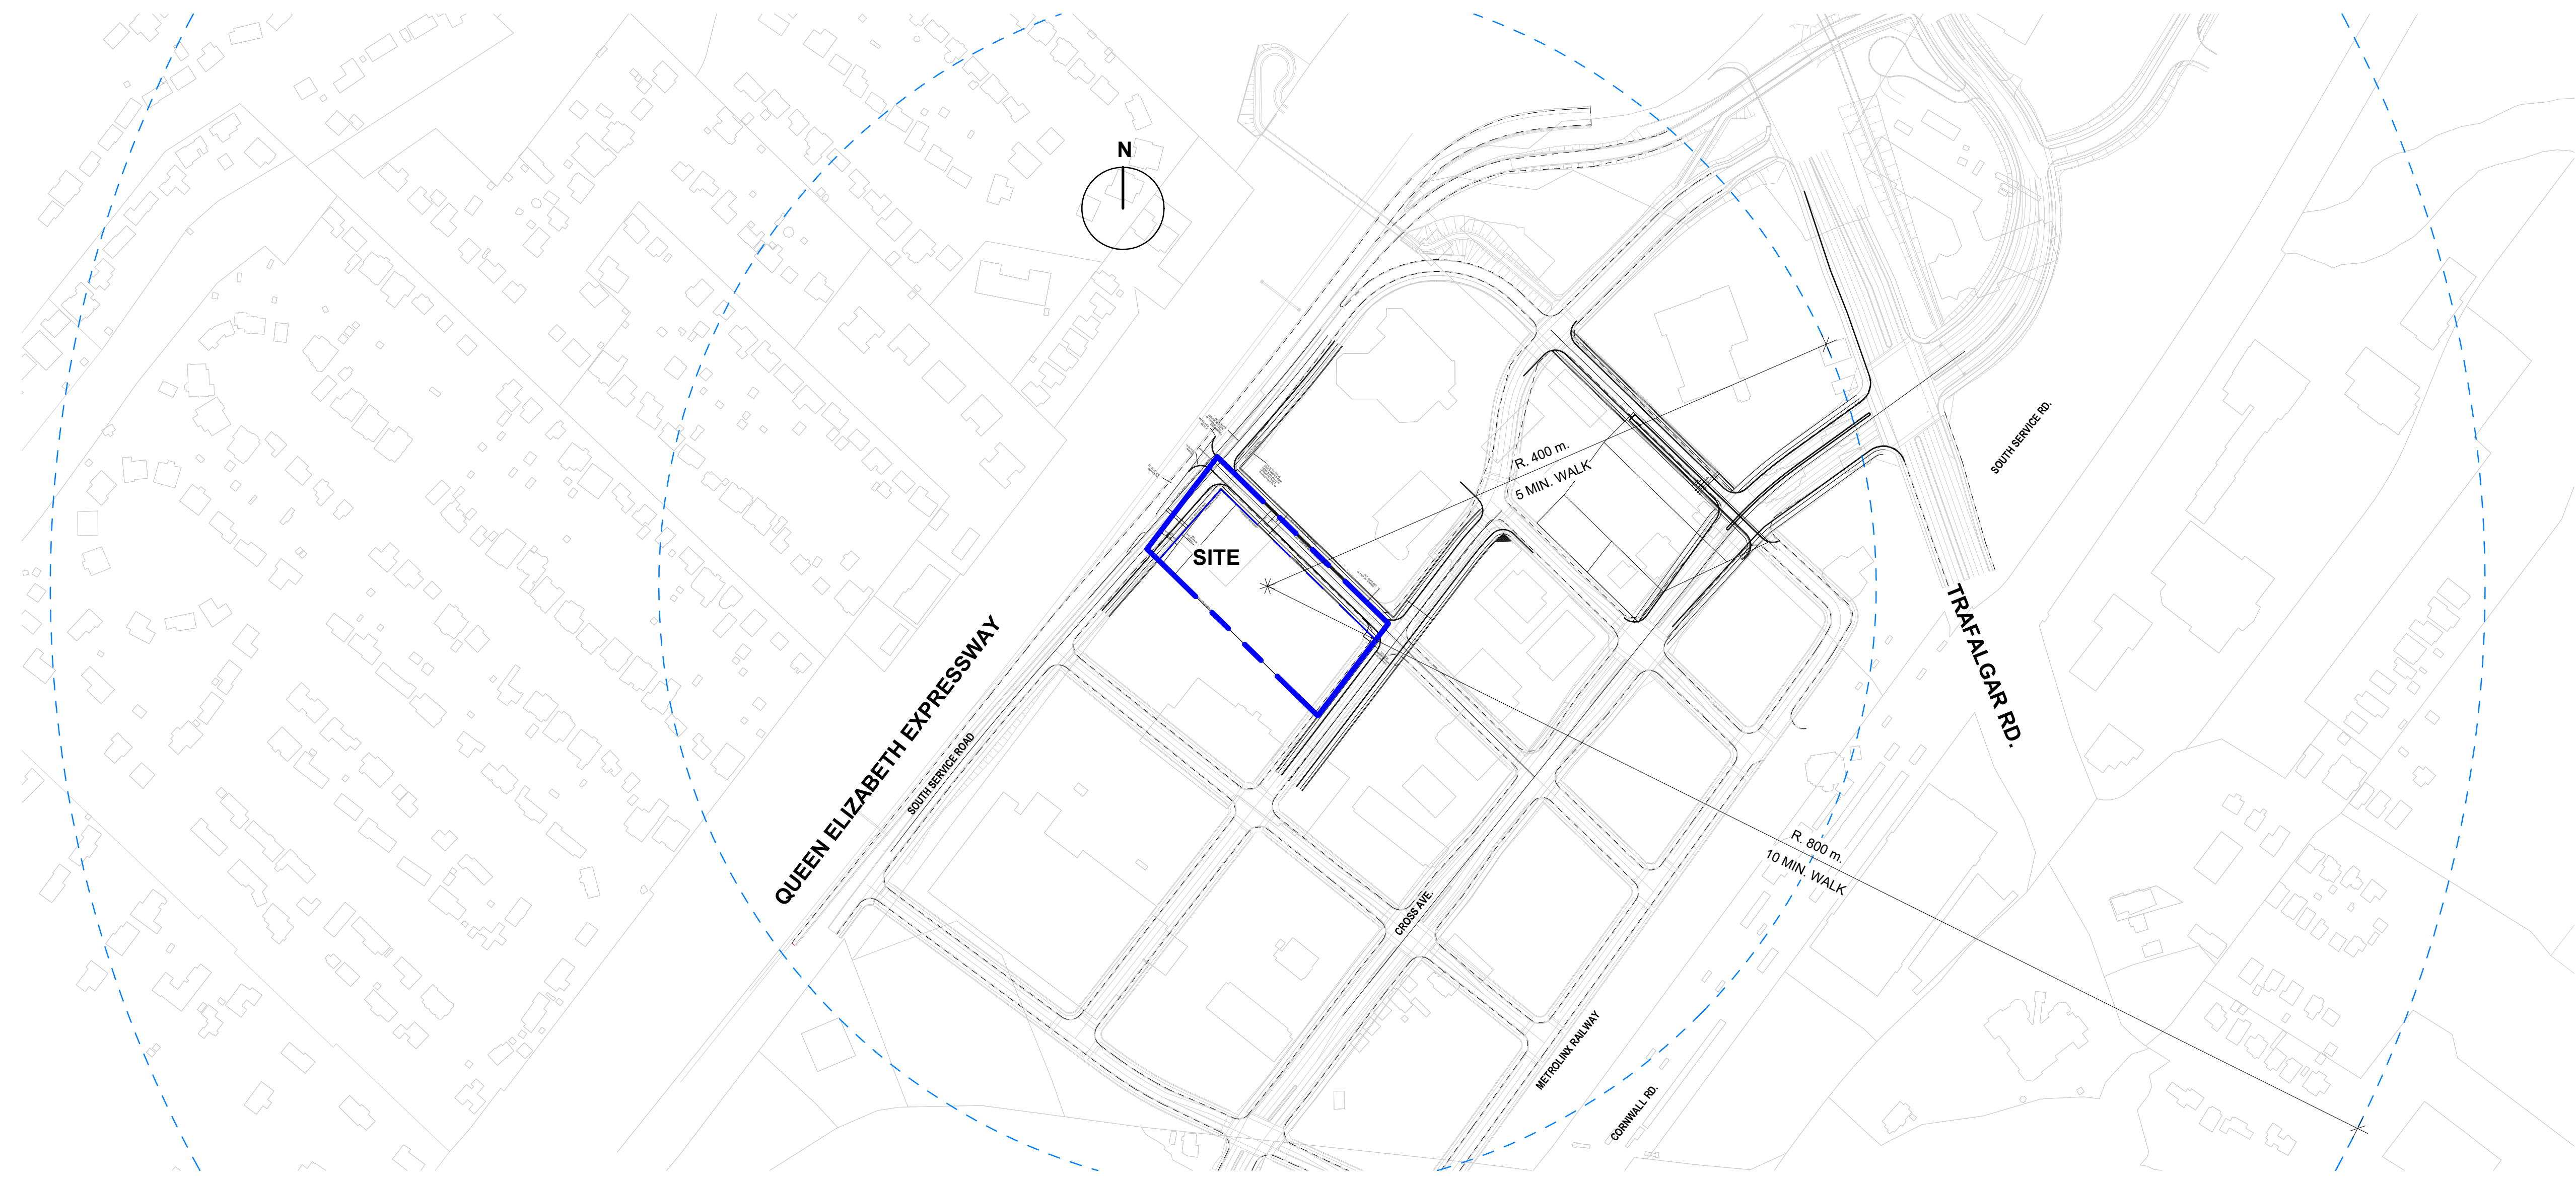 N
SOUTH SERVICE RD.
R. 400 m.
5 MIN. WALK
SITE
TRAFALGAR RD.
QUEEN ELIZABETH EXPRESSWAY
SOUTH SERVICE ROAD
R. 800 m.
10 MIN. WALK
CROSS AVE.
METROLINX RAILWAY
CORNWALL RD.